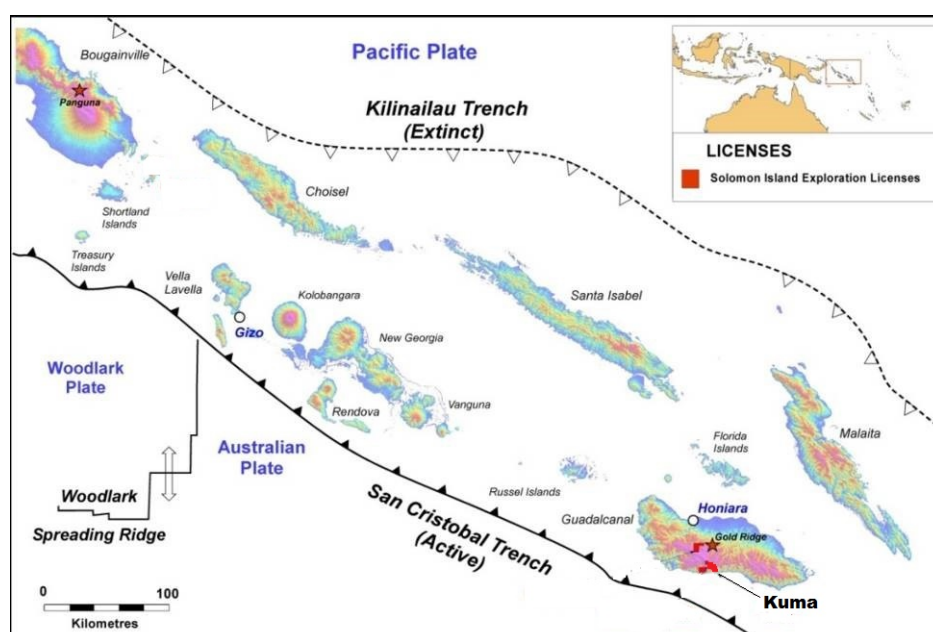 Pacific Plate
Bougainville
Panguna
Kilinailau Trench
(Extinct)
LICENSES
Solomon Island Exploration Licenses
Choisel
Shortland
Islands
Treasury
Islands
Vella
Lavella
Kolobangara
Santa Isabel
Gizo
New Georgia
Woodlark
Plate
Rendova
Vanguna
Malaita
Australian
Plate
Florida
Islands
Woodlark
Spreading Ridge
San Cristobal Trench
(Active)
Russel Islands
Guadalcanal
Honiara
Gold Ridge
Kuma
0
100
Kilometres